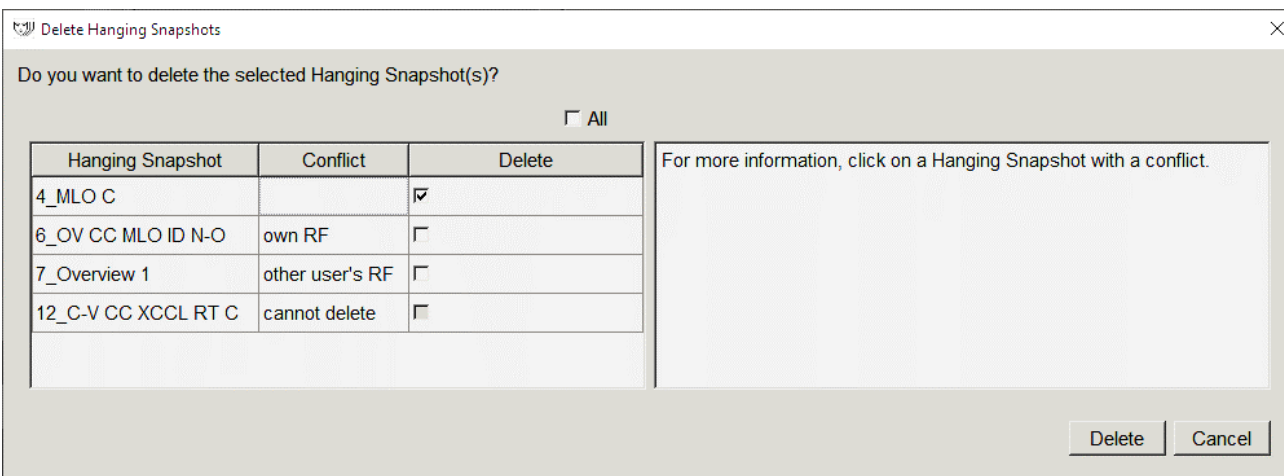 Delete Hanging Snapshots
Do you want to delete the selected Hanging Snapshot(s)?
All
Hanging Snapshot Conflict Delete
4_MLO C
6_OV CC MLO ID N-O own RF
7_Overview 1 other user's RF
12_C-V CC XCCL RT C cannot delete
For more information, click on a Hanging Snapshot with a conflict.
Delete Cancel